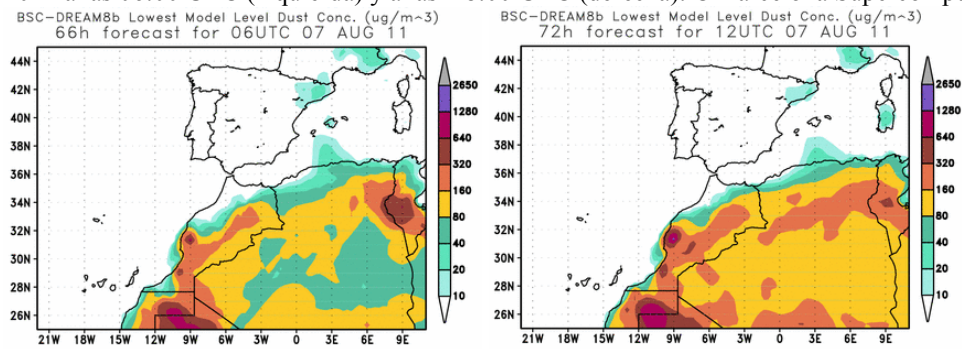 BSC-DREAM8b Lowest Model Level Dust Conc. (ug/m^3)
66h forecast for 06UTC 07 AUG 11
44N
42N
40N
38N
36N
34N
32N
30N
28N
26N
21W 18W 15W 12W 9W 6W 3W 0 3E 6E 9E
2650
1280
640
320
160
80
40
20
10
BSC-DREAM8b Lowest Model Level Dust Conc. (ug/m^3)
72h forecast for 12UTC 07 AUG 11
44N
42N
40N
38N
36N
34N
32N
30N
28N
26N
21W 18W 15W 12W 9W 6W 3W 0 3E 6E 9E
2650
1280
640
320
160
80
40
20
10